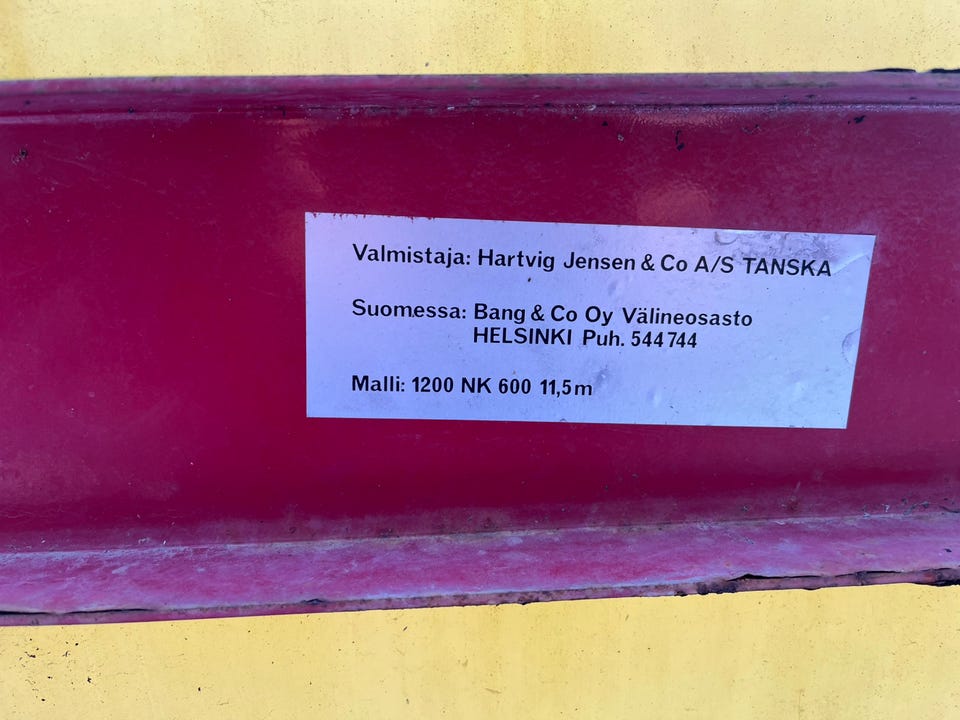 Valmistaja: Hartvig Jensen & Co A/S TANSKA
Suomessa: Bang & Co Oy Välineosasto
HELSINKI Puh. 544744
Malli: 1200 NK 600 11,5m